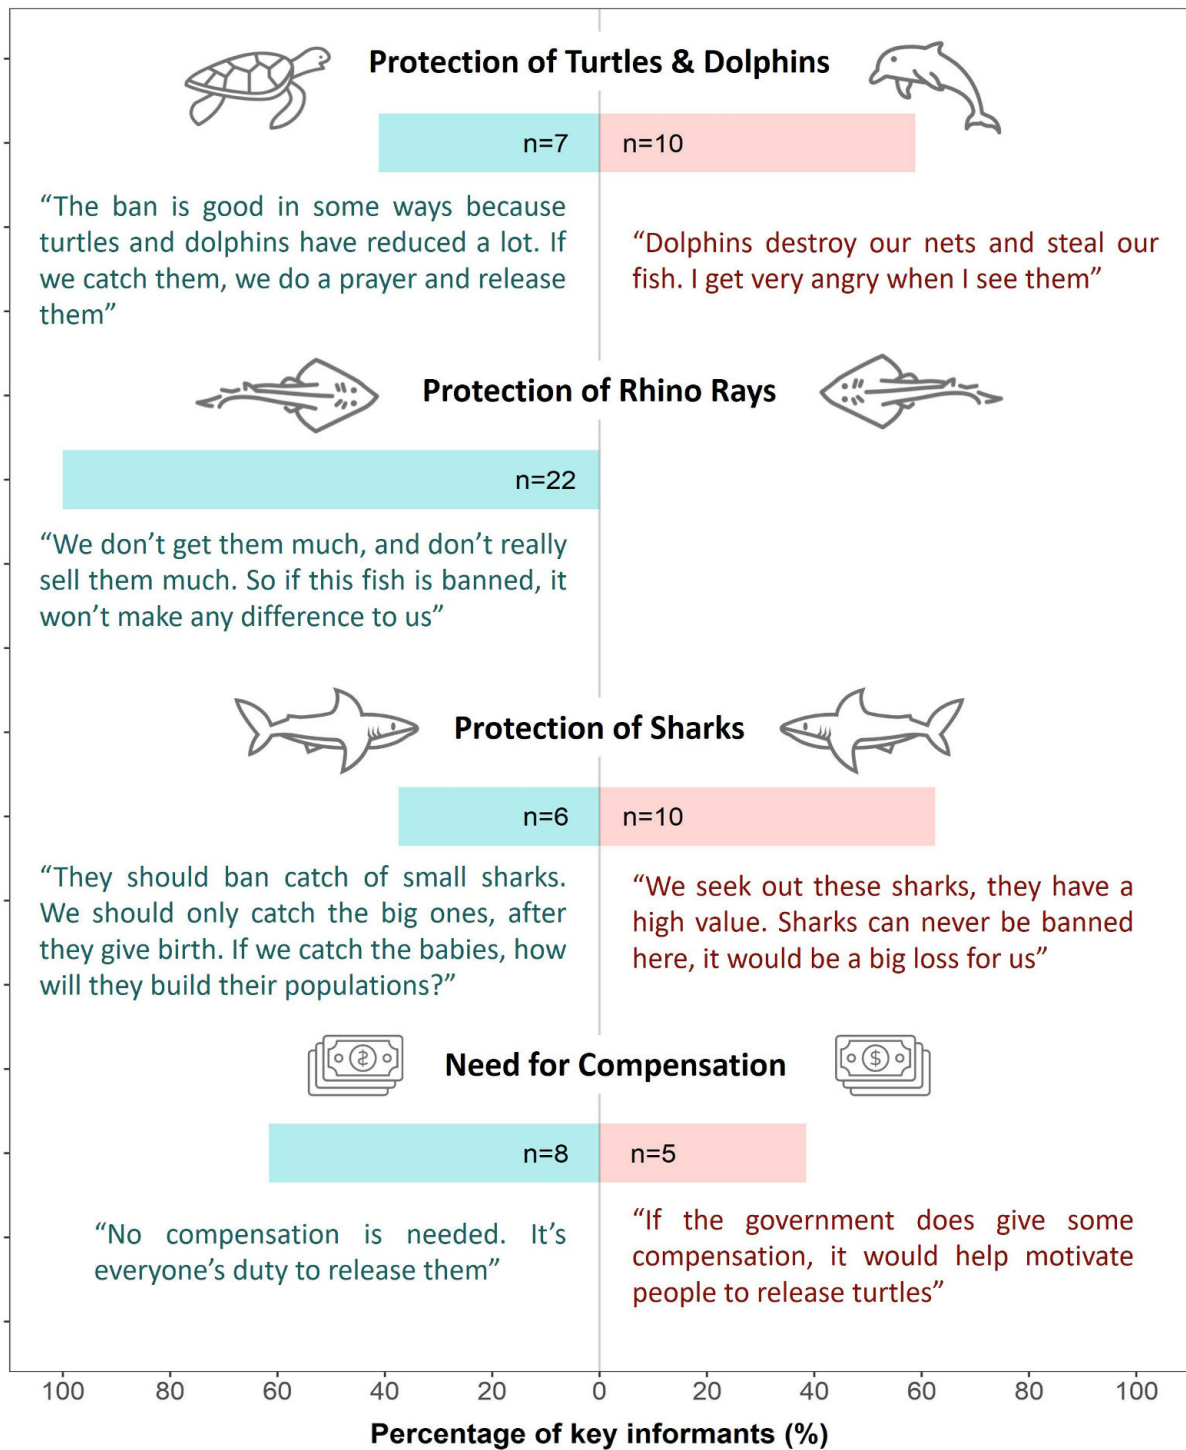 Protection of Turtles & Dolphins
n=7
n=10
“The ban is good in some ways because
turtles and dolphins have reduced a lot. If
we catch them, we do a prayer and release
them”
“Dolphins destroy our nets and steal our
fish. I get very angry when I see them”
Protection of Rhino Rays
n=22
“We don’t get them much, and don’t really
sell them much. So if this fish is banned, it
won’t make any difference to us”
Protection of Sharks
n=6
n=10
“They should ban catch of small sharks.
We should only catch the big ones, after
they give birth. If we catch the babies, how
will they build their populations?”
“We seek out these sharks, they have a
high value. Sharks can never be banned
here, it would be a big loss for us”
$
Need for Compensation
$
n=8
n=5
“No compensation is needed. It’s
everyone’s duty to release them”
“If the government does give some
compensation, it would help motivate
people to release turtles”
100 80 60 40 20 0 20 40 60 80 100
Percentage of key informants (%)